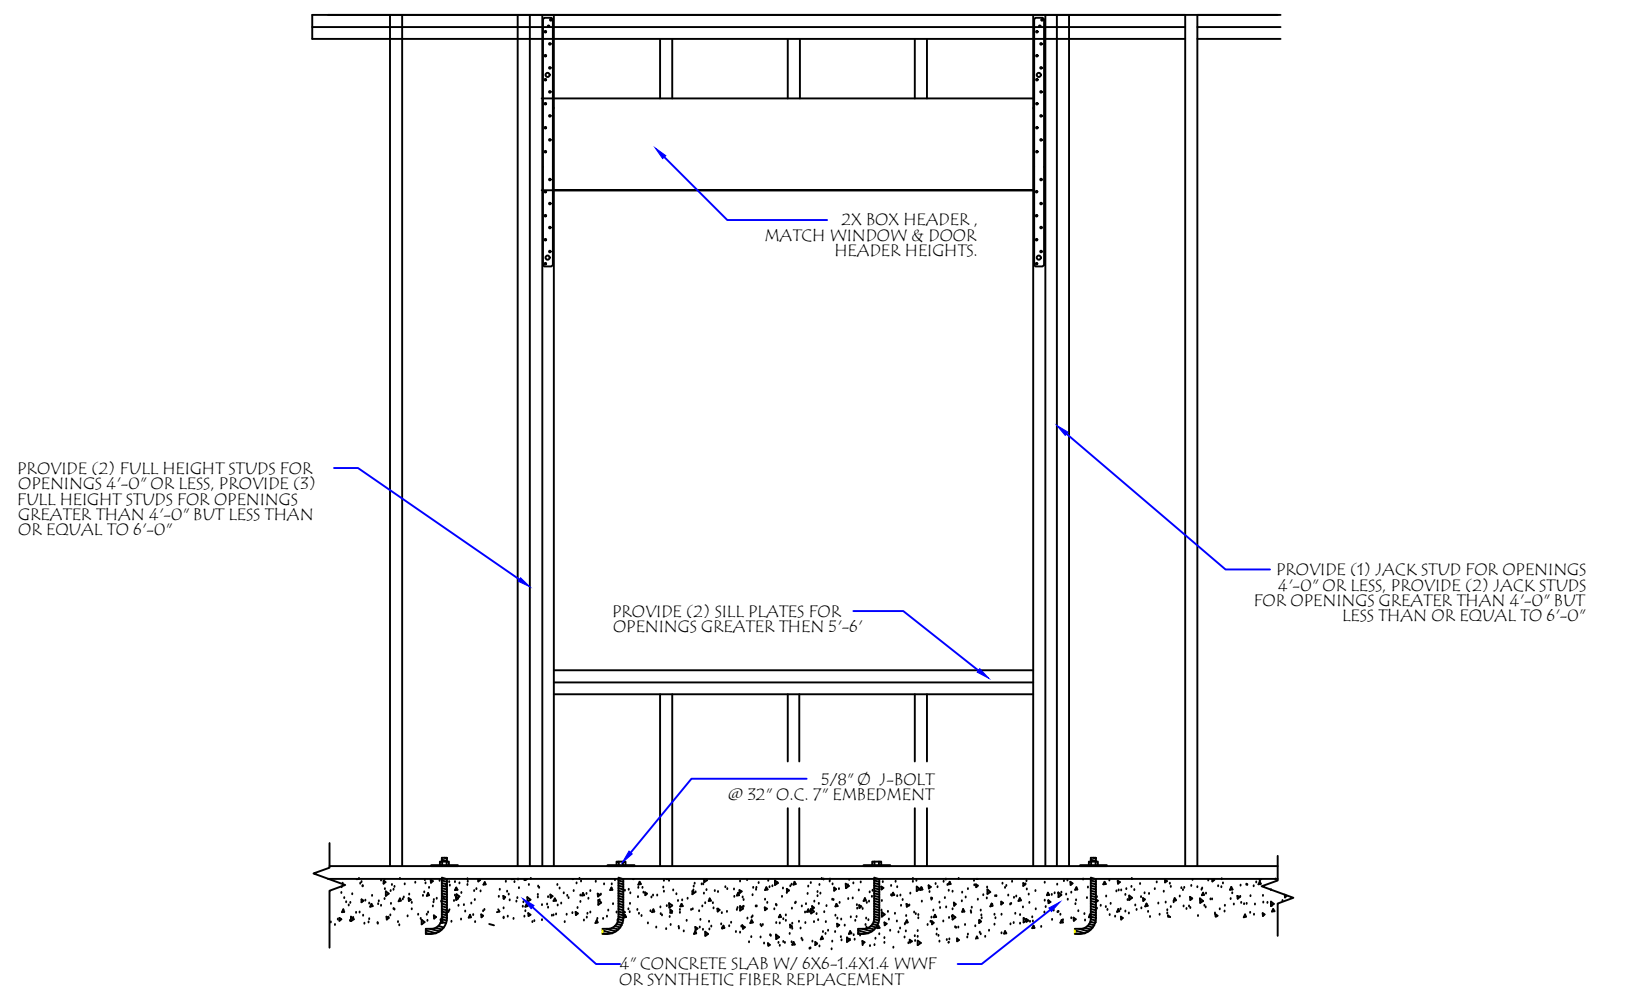 2X BOX HEADER ,
MATCH WINDOW & DOOR
HEADER HEIGHTS.
PROVIDE (2) FULL HEIGHT STUDS FOR
OPENINGS 4'-0" OR LESS, PROVIDE (3)
FULL HEIGHT STUDS FOR OPENINGS
GREATER THAN 4'-0" BUT LESS THAN
OR EQUAL TO 6'-0"
PROVIDE (1) JACK STUD FOR OPENINGS
4'-0" OR LESS, PROVIDE (2) JACK STUDS
FOR OPENINGS GREATER THAN 4'-0" BUT
LESS THAN OR EQUAL TO 6'-0"
PROVIDE (2) SILL PLATES FOR
OPENINGS GREATER THEN 5'-6'
5/8" Ø J-BOLT
@ 32" O.C. 7" EMBEDMENT
4" CONCRETE SLAB W/ 6X6-1.4X1.4 WWF
OR SYNTHETIC FIBER REPLACEMENT